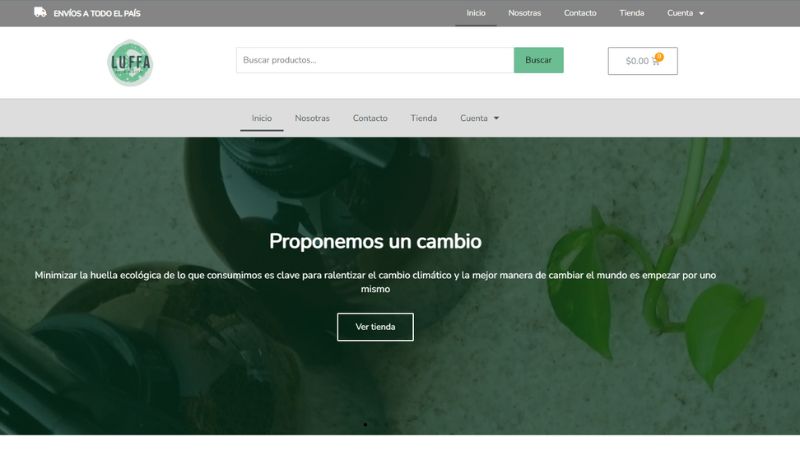 ENVÍOS A TODO EL PAÍS
Inicio Nosotras Contacto Tienda Cuenta
LUFFA
Buscar productos...
Buscar
$0.00 0
Inicio Nosotras Contacto Tienda Cuenta
Proponemos un cambio
Minimizar la huella ecológica de lo que consumimos es clave para ralentizar el cambio climático y la mejor manera de cambiar el mundo es empezar por uno
mismo
Ver tienda